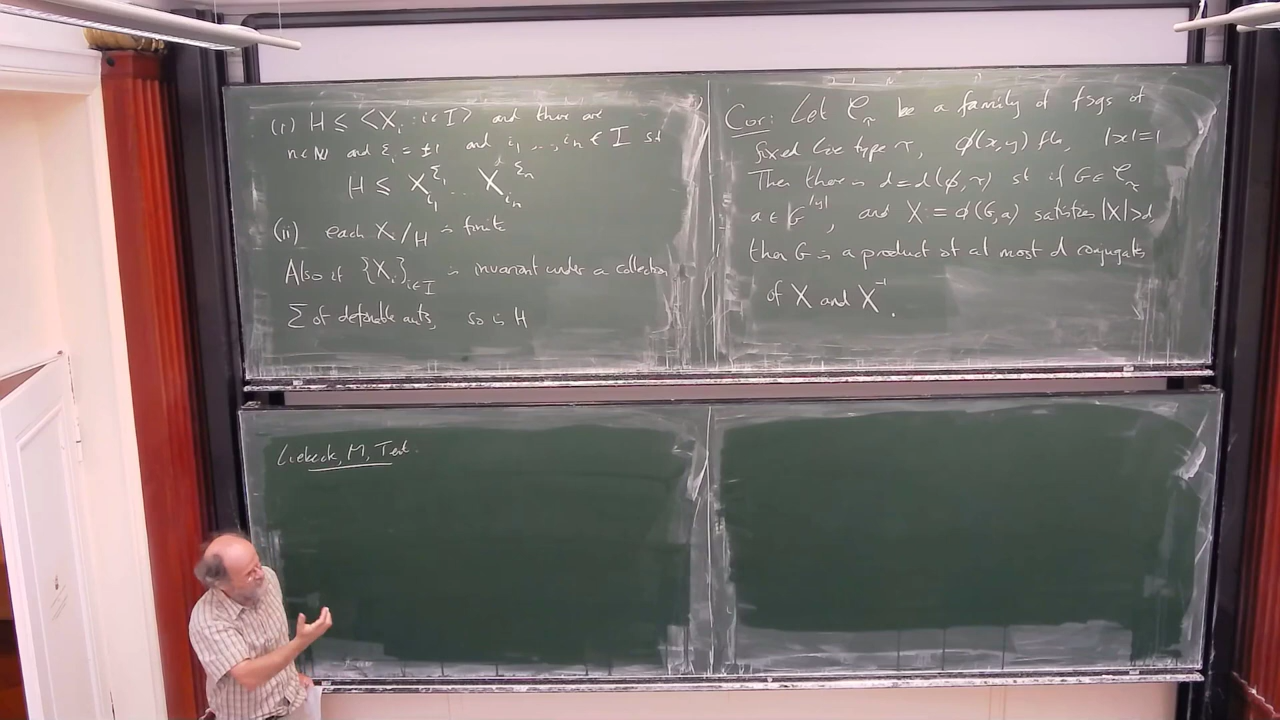 (i) H ≤ <X_i : i ∈ I> and there are
n ∈ N and ε_i = ±1 and i_1, ..., i_n ∈ I st
H ≤ X_{i_1}^{ε_1} ... X_{i_n}^{ε_n}
(ii) each X_i/H is finite
Also if {X_i}_{i∈I} is invariant under a collection
Σ of definable auts, so is H
Cor: Let C_τ be a family of fsgs of
fixed Lie type τ, φ(x,y) fla, |x|=1
Then there is d=d(φ,τ) st if G ∈ C_τ
a ∈ G^{|y|}, and X := φ(G,a) satisfies |X|>d
then G is a product of at most d conjugates
of X and X^{-1}.
Liebeck, M, Tent.